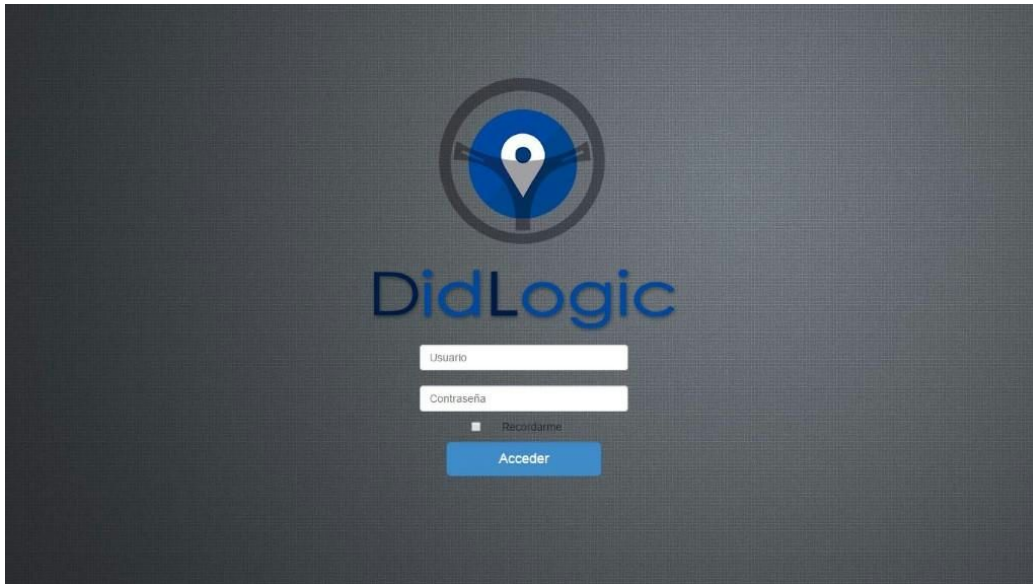 DidLogic
Usuario
Contraseña
Recordarme
Acceder